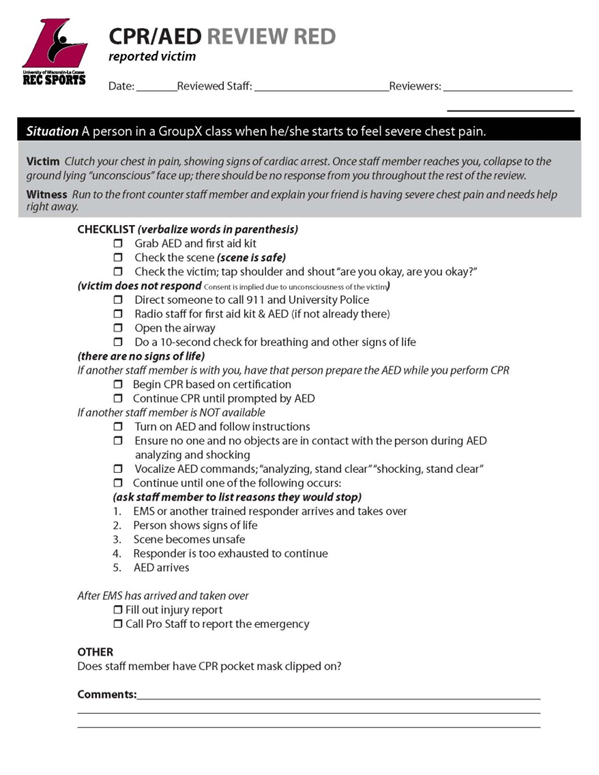 CPR/AED REVIEW RED
reported victim
University of Wisconsin-La Crosse
REC SPORTS
Date: _______Reviewed Staff: _______________________Reviewers: ______________________
______________________
Situation A person in a GroupX class when he/she starts to feel severe chest pain.
Victim Clutch your chest in pain, showing signs of cardiac arrest. Once staff member reaches you, collapse to the
ground lying “unconscious” face up; there should be no response from you throughout the rest of the review.
Witness Run to the front counter staff member and explain your friend is having severe chest pain and needs help
right away.
CHECKLIST (verbalize words in parenthesis)
❒ Grab AED and first aid kit
❒ Check the scene (scene is safe)
❒ Check the victim; tap shoulder and shout “are you okay, are you okay?”
(victim does not respond Consent is implied due to unconsciousness of the victim)
❒ Direct someone to call 911 and University Police
❒ Radio staff for first aid kit & AED (if not already there)
❒ Open the airway
❒ Do a 10-second check for breathing and other signs of life
(there are no signs of life)
If another staff member is with you, have that person prepare the AED while you perform CPR
❒ Begin CPR based on certification
❒ Continue CPR until prompted by AED
If another staff member is NOT available
❒ Turn on AED and follow instructions
❒ Ensure no one and no objects are in contact with the person during AED
analyzing and shocking
❒ Vocalize AED commands; “analyzing, stand clear” “shocking, stand clear”
❒ Continue until one of the following occurs:
(ask staff member to list reasons they would stop)
1. EMS or another trained responder arrives and takes over
2. Person shows signs of life
3. Scene becomes unsafe
4. Responder is too exhausted to continue
5. AED arrives
After EMS has arrived and taken over
❒ Fill out injury report
❒ Call Pro Staff to report the emergency
OTHER
Does staff member have CPR pocket mask clipped on?
Comments: